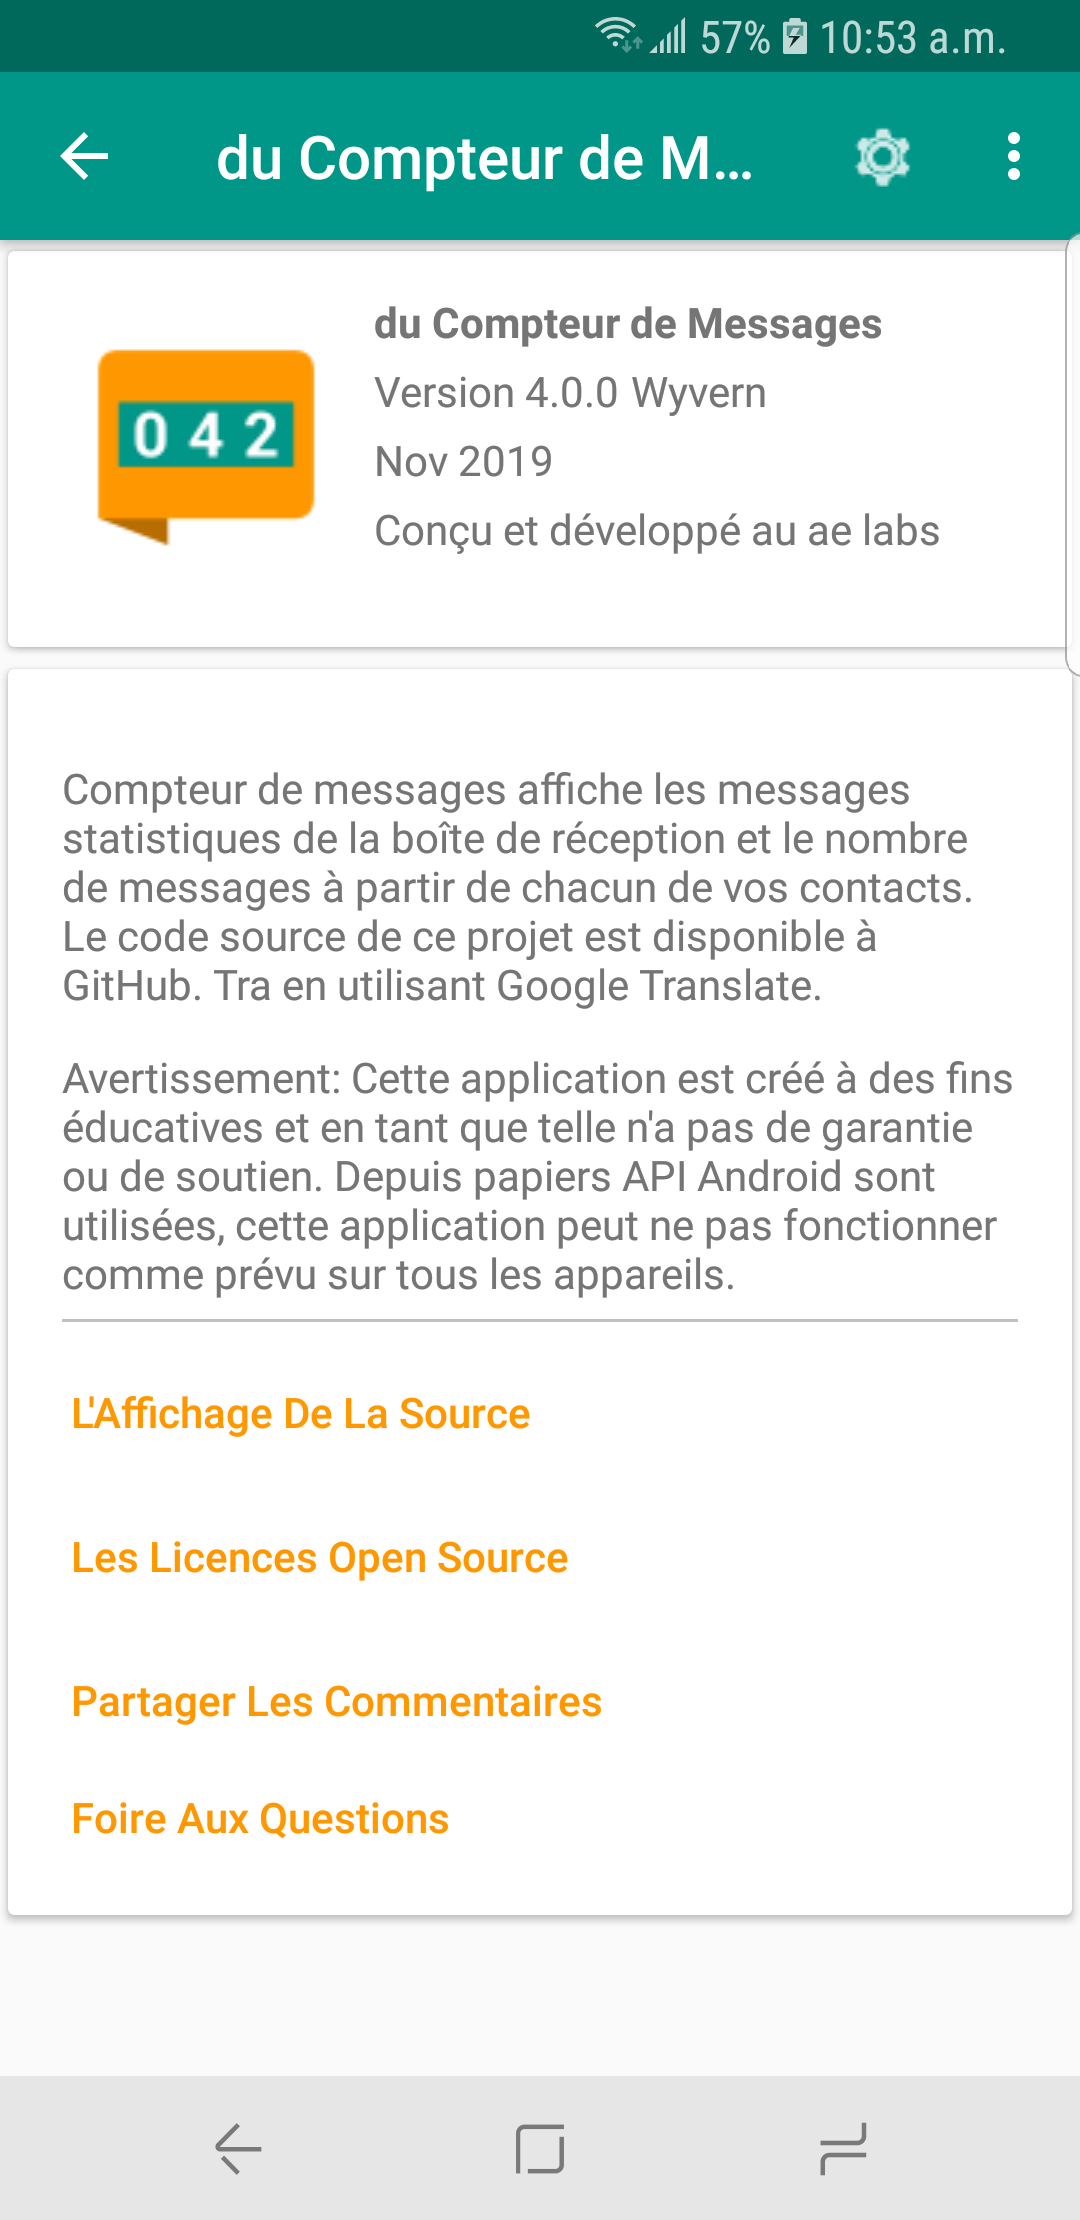 57% 10:53 a.m.
du Compteur de M...
042
du Compteur de Messages
Version 4.0.0 Wyvern
Nov 2019
Conçu et développé au ae labs
Compteur de messages affiche les messages
statistiques de la boîte de réception et le nombre
de messages à partir de chacun de vos contacts.
Le code source de ce projet est disponible à
GitHub. Tra en utilisant Google Translate.
Avertissement: Cette application est créé à des fins
éducatives et en tant que telle n'a pas de garantie
ou de soutien. Depuis papiers API Android sont
utilisées, cette application peut ne pas fonctionner
comme prévu sur tous les appareils.
L'Affichage De La Source
Les Licences Open Source
Partager Les Commentaires
Foire Aux Questions